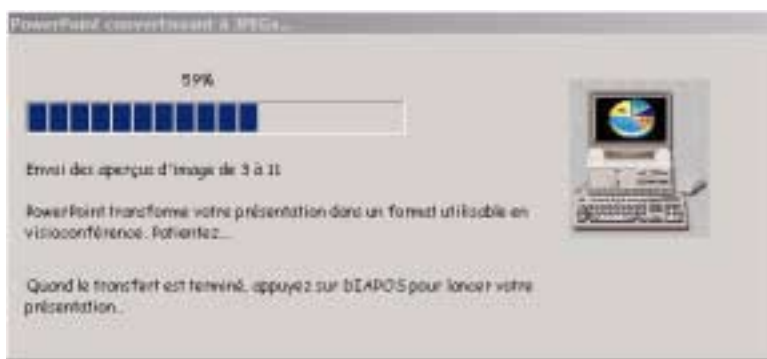 PowerPoint convertissant à JPEGs...
59%
Envoi des aperçus d'image de 3 à 11
PowerPoint transforme votre présentation dans un format utilisable en
visioconférence. Patientez...
Quand le transfert est terminé, appuyez sur DIAPOS pour lancer votre
présentation..